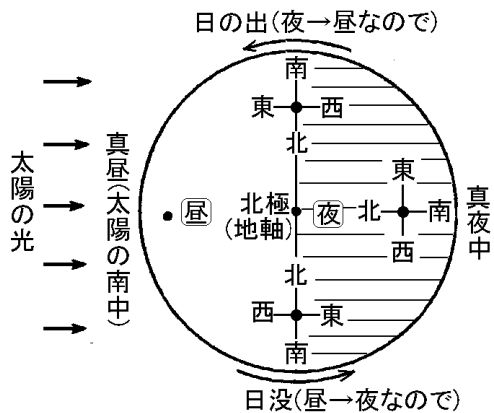 日の出(夜→昼なので)
南
東 西
北
太陽の光
真昼(太陽の南中)
昼
北極
(地軸)
夜
東
北 南
西
真夜中
北
西 東
南
日没(昼→夜なので)